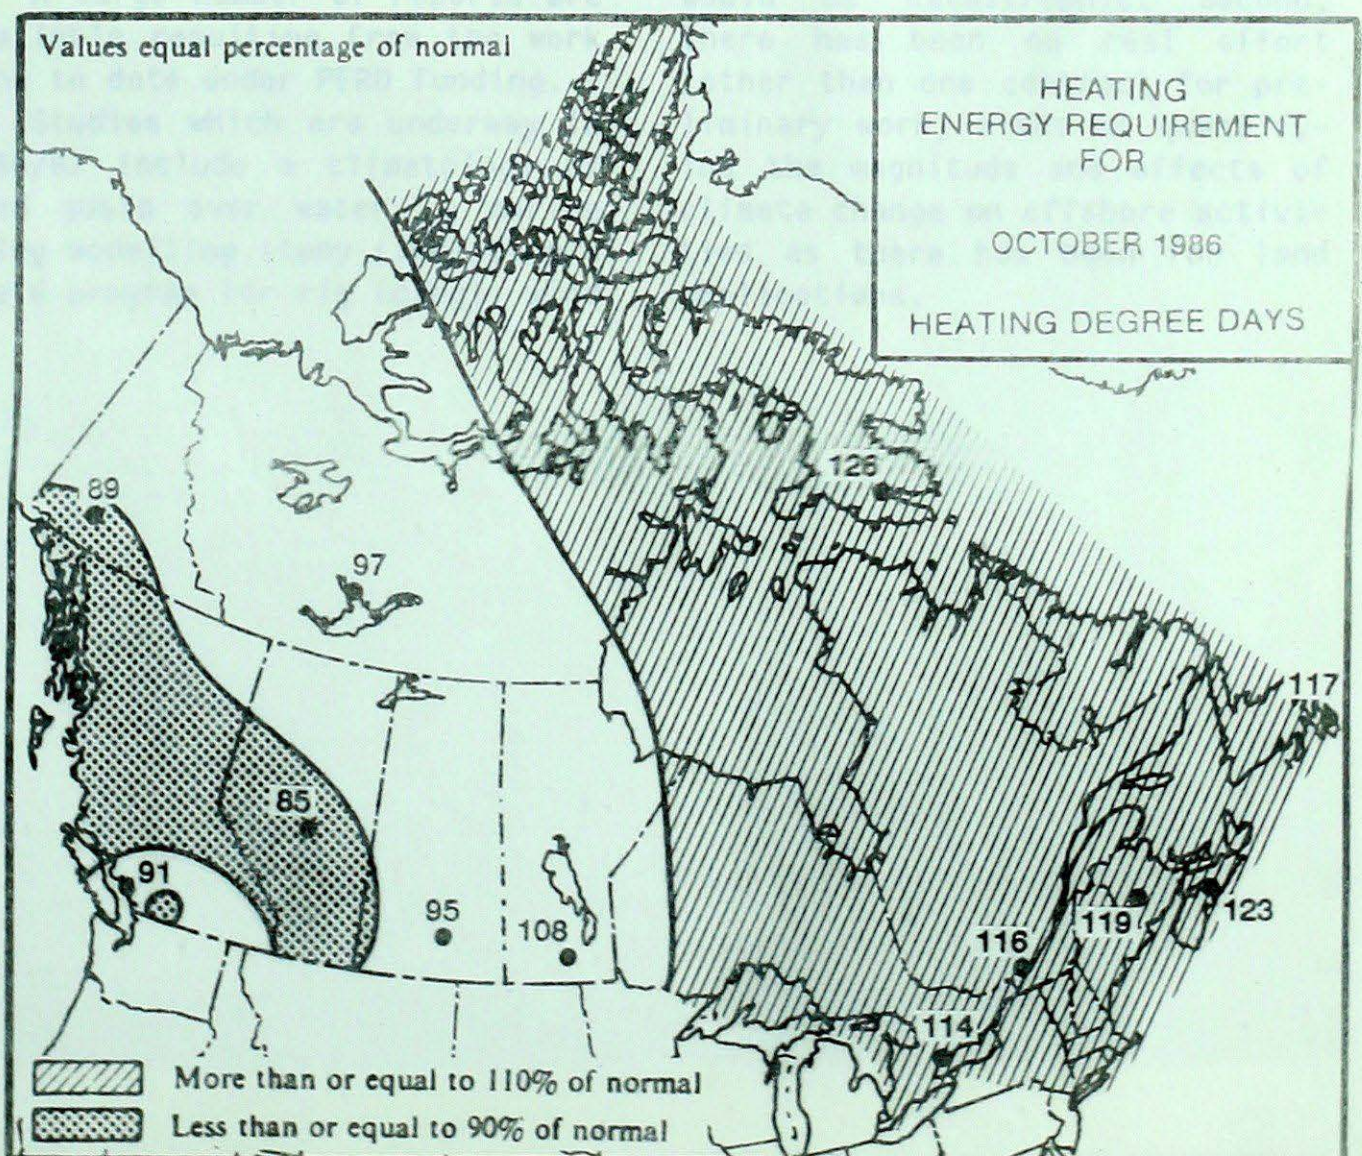 Values equal percentage of normal
HEATING
ENERGY REQUIREMENT
FOR
OCTOBER 1986
HEATING DEGREE DAYS
126
89
97
117
85
91
95
108
116
119
123
114
More than or equal to 110% of normal
Less than or equal to 90% of normal